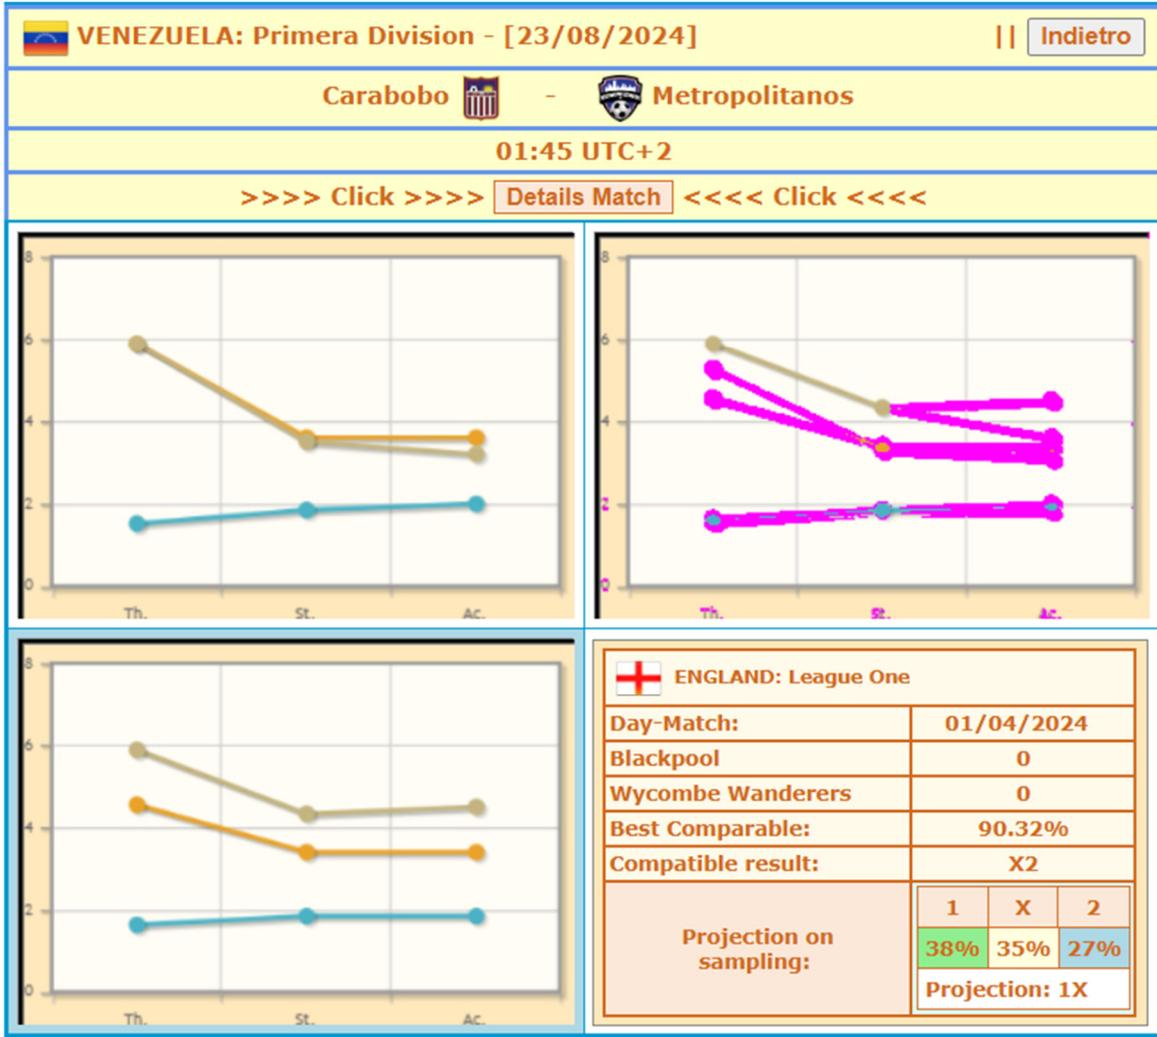 VENEZUELA: Primera Division - [23/08/2024] || Indietro
Carabobo - Metropolitanos
01:45 UTC+2
>>>> Click >>>> Details Match <<<< Click <<<<
8
6
4
2
0
Th. St. Ac.
8
6
4
2
0
Th. St. Ac.
8
6
4
2
0
Th. St. Ac.
ENGLAND: League One
Day-Match: 01/04/2024
Blackpool 0
Wycombe Wanderers 0
Best Comparable: 90.32%
Compatible result: X2
Projection on
sampling:
1 X 2
38% 35% 27%
Projection: 1X